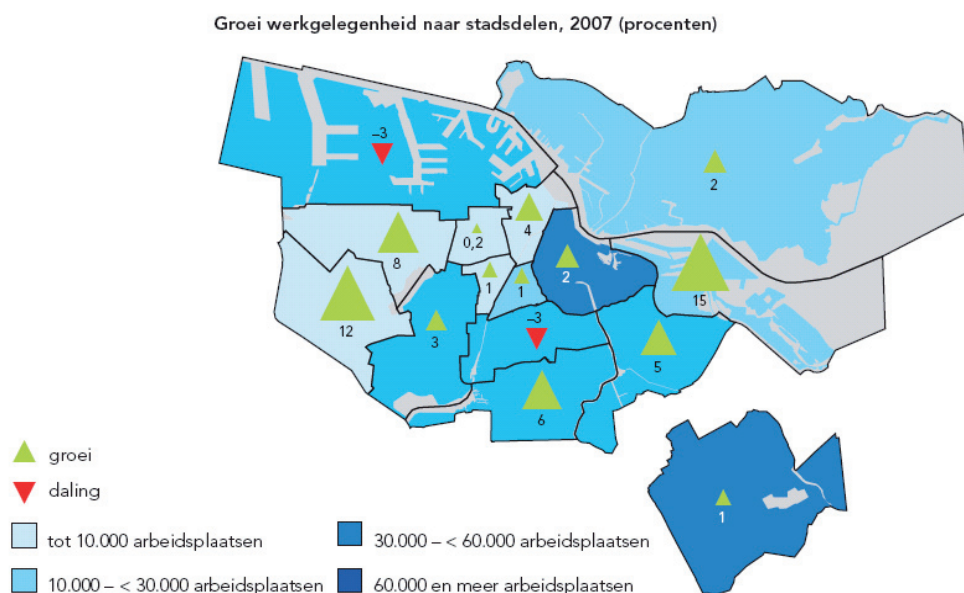 Groei werkgelegenheid naar stadsdelen, 2007 (procenten)
–3
2
4
0,2
8
2
1
1
15
12
3
–3
5
6
1
groei
daling
tot 10.000 arbeidsplaatsen
10.000 – < 30.000 arbeidsplaatsen
30.000 – < 60.000 arbeidsplaatsen
60.000 en meer arbeidsplaatsen